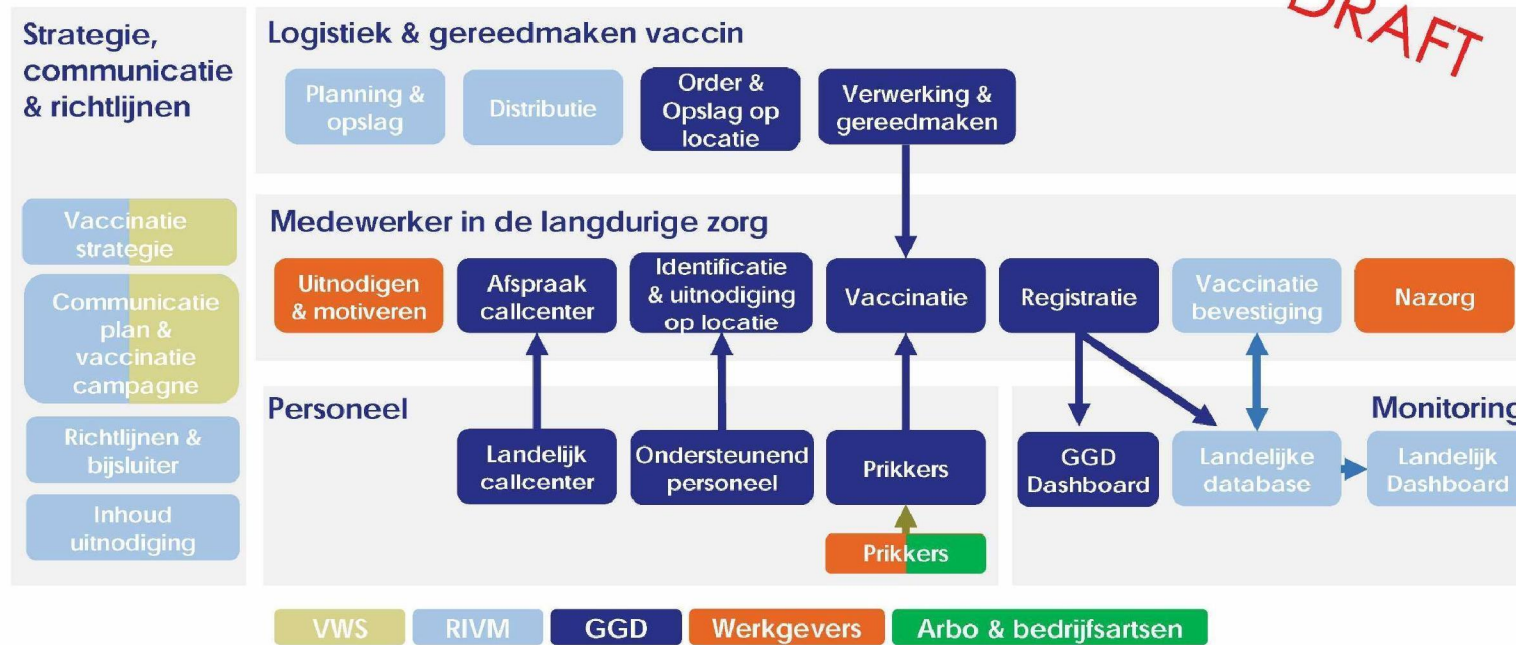 DRAFT
Strategie,
communicatie
& richtlijnen
Vaccinatie
strategie
Communicatie
plan &
vaccinatie
campagne
Richtlijnen &
bijsluiter
Inhoud
uitnodiging
Logistiek & gereedmaken vaccin
Planning &
opslag
Distributie
Order &
Opslag op
locatie
Verwerking &
gereedmaken
Medewerker in de langdurige zorg
Uitnodigen
& motiveren
Afspraak
callcenter
Identificatie
& uitnodiging
op locatie
Vaccinatie
Registratie
Vaccinatie
bevestiging
Nazorg
Personeel
Landelijk
callcenter
Ondersteunend
personeel
Prikkers
Prikkers
Monitoring
GGD
Dashboard
Landelijke
database
Landelijk
Dashboard
VWS
RIVM
GGD
Werkgevers
Arbo & bedrijfsartsen